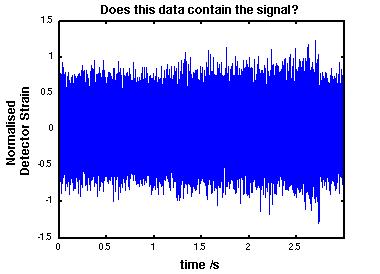 Does this data contain the signal?
1.5
1
0.5
0
-0.5
-1
-1.5
Normalised
Detector Strain
0 0.5 1 1.5 2 2.5
time /s